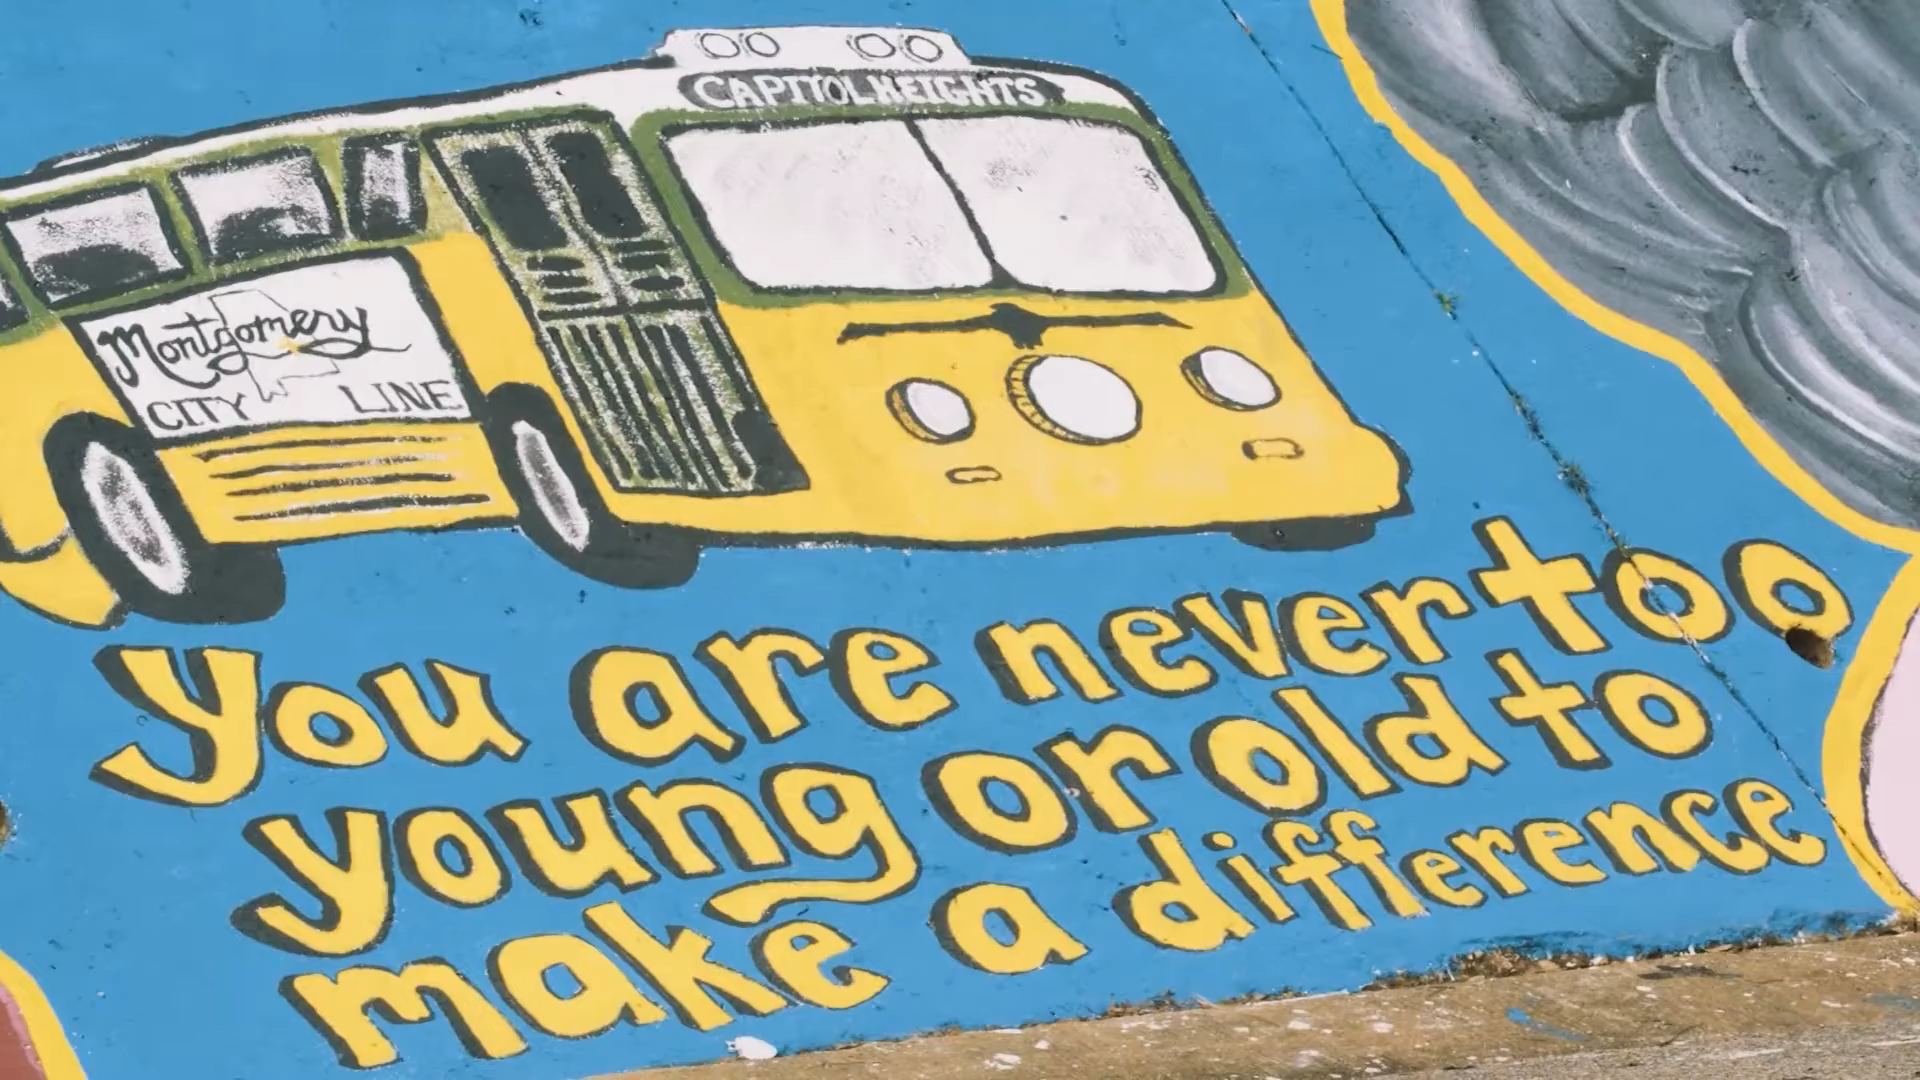 CAPITOL HEIGHTS
Montgomery
CITY LINE
You are never too
young or old to
make a difference